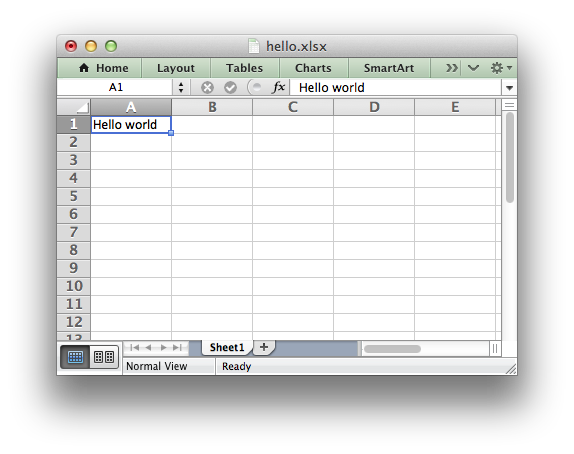 hello.xlsx
Home Layout Tables Charts SmartArt
A1 fx Hello world
A B C D E
1 Hello world
2
3
4
5
6
7
8
9
10
11
12
13
Sheet1
Normal View Ready